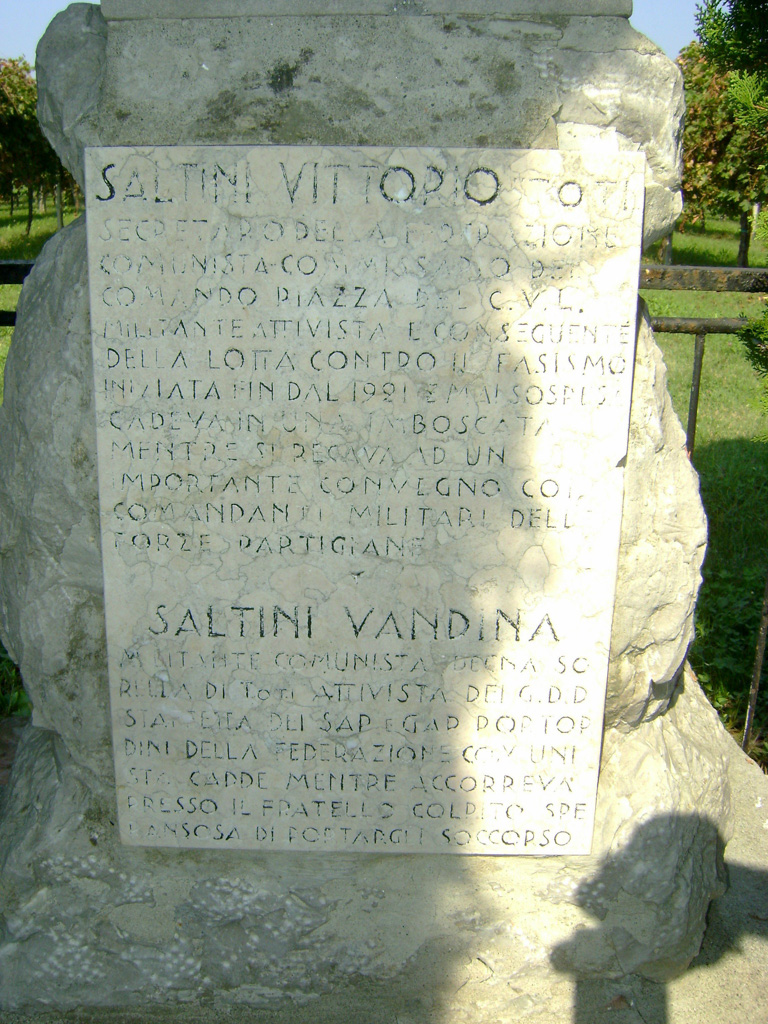 SALTINI VITTORIO TOTI
SECRETARO DELLA FEDERAZIONE
COMUNISTA COMMISSARIO DEL
COMANDO PIAZZA DEL C.V.L.
MILITANTE ATTIVISTA E CONSEGUENTE
DELLA LOTTA CONTRO IL FASISMO
INIZIATA FIN DAL 1921 E MAI SOSPESA
CADEVA IN UNA IMBOSCATA
MENTRE SI RECAVA AD UN
IMPORTANTE CONVEGNO CON
COMANDANTI MILITARI DELLE
FORZE PARTIGIANE
SALTINI VANDINA
MILITANTE COMUNISTA DEGNA SO
RELLA DI TOTI ATTIVISTA DEI G.D.D
STAFFETTA DLI SAP E GAP PORTOR
DINI DELLA FEDERAZIONE COMUNI
STA CADDE MENTRE ACCORREVA
PRESSO IL FRATELLO COLPITO SPE
RANSOSA DI PORTARGLI SOCCORSO